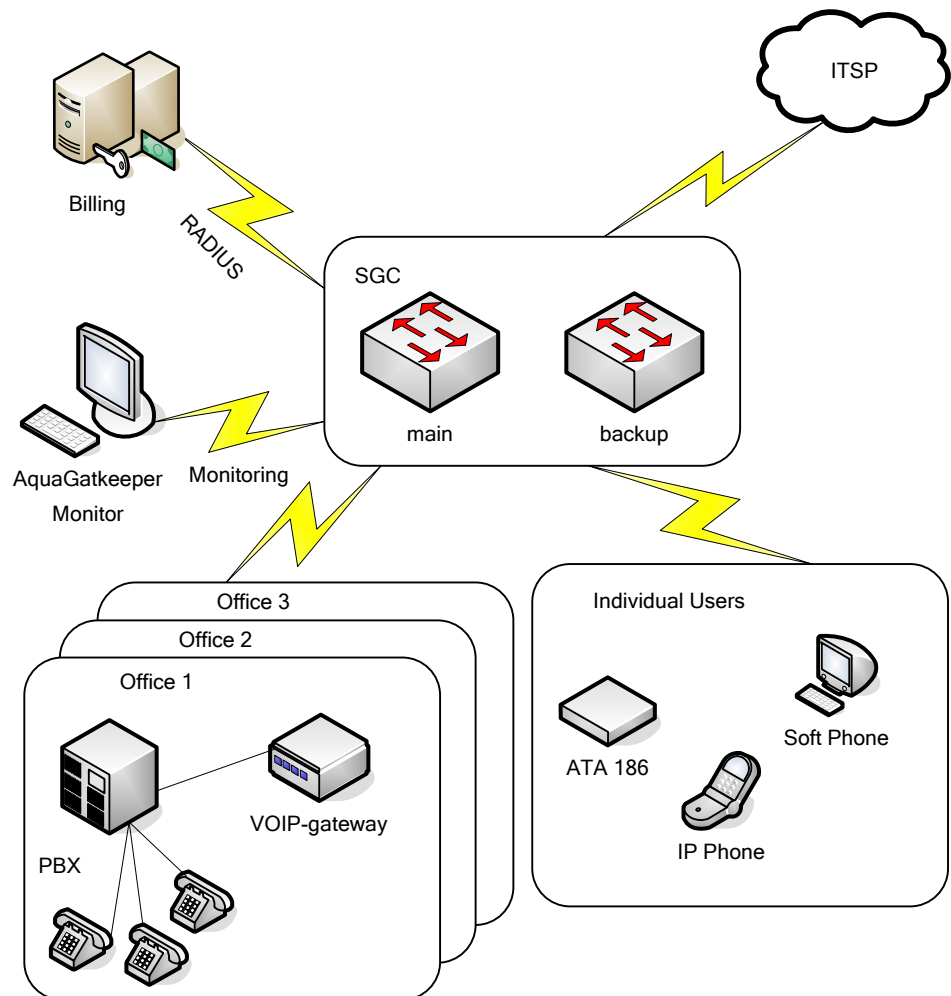 ITSP
Billing
RADIUS
SGC
main
backup
AquaGatkeeper
Monitor
Monitoring
Office 3
Office 2
Office 1
VOIP-gateway
PBX
Individual Users
Soft Phone
ATA 186
IP Phone